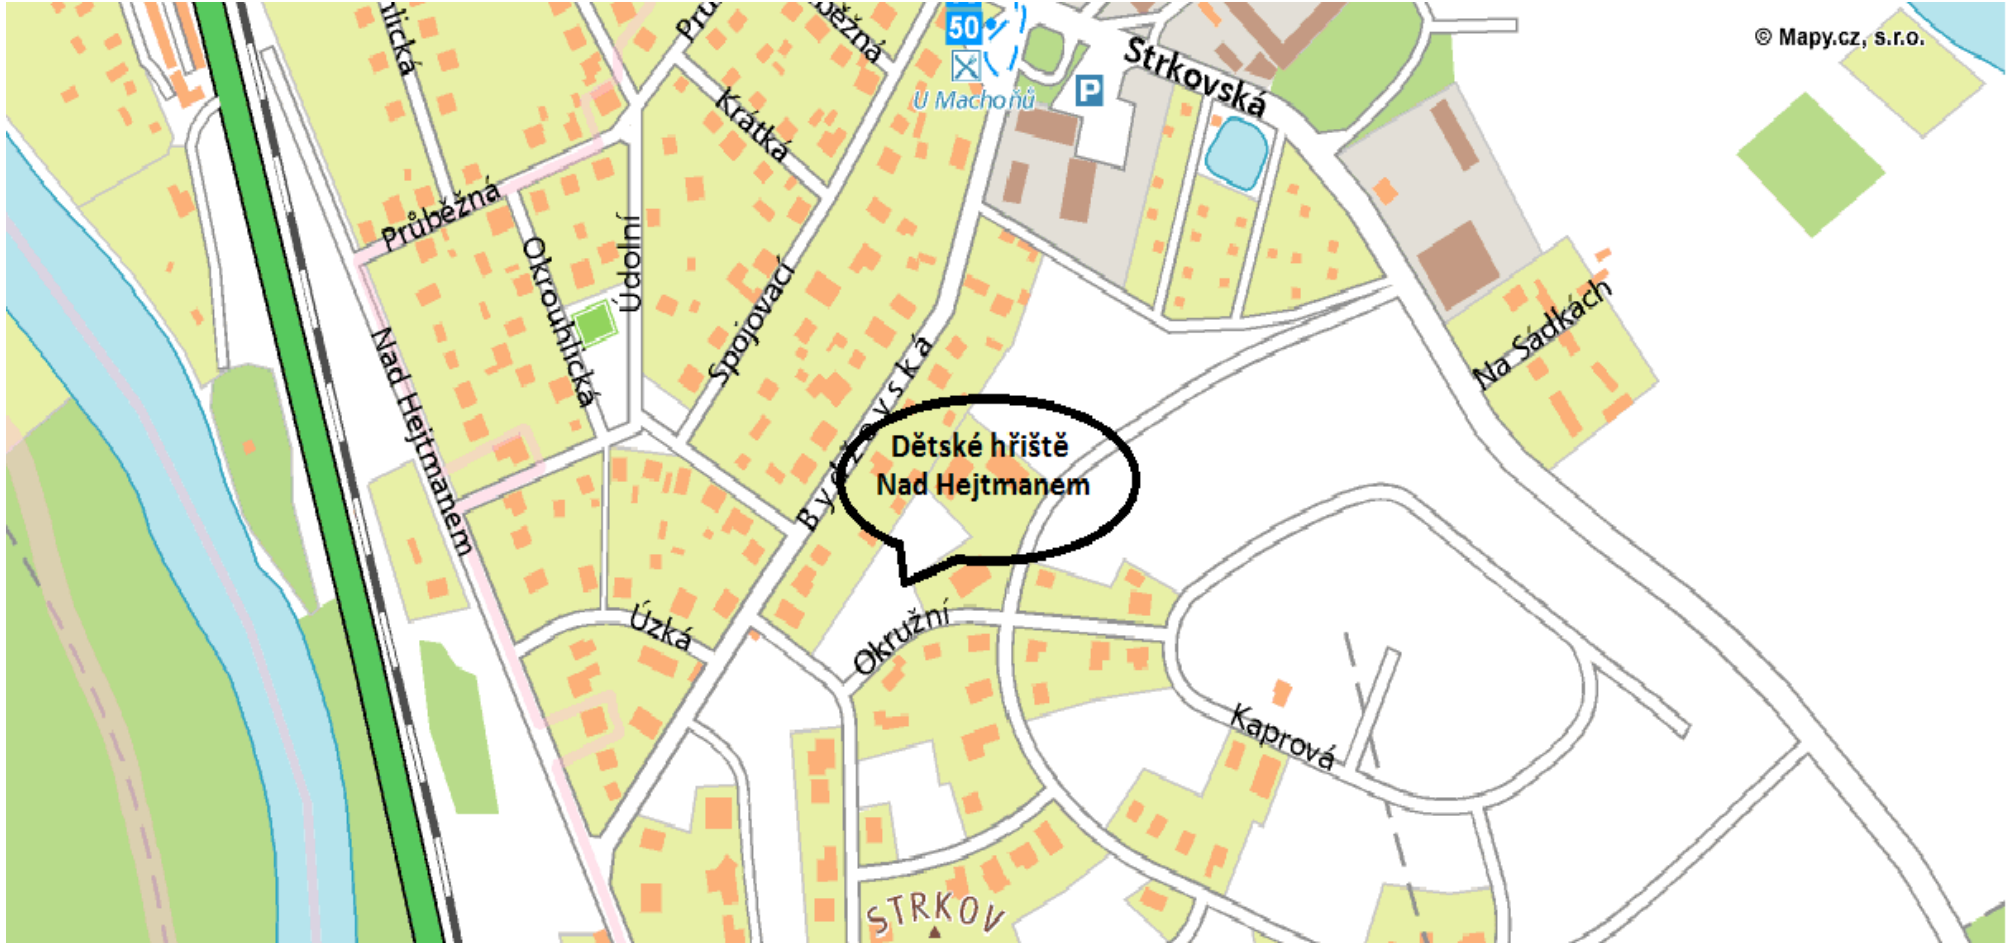 50
U Machoňů
P
Strkovská
© Mapy.cz, s.r.o.
Krátká
Průběžná
Okrouhlická
Údolní
Spojovací
Nad Hejtmanem
Na Sádkách
Dětské hřiště
Nad Hejtmanem
Úzká
Okružní
Kaprová
STRKOV